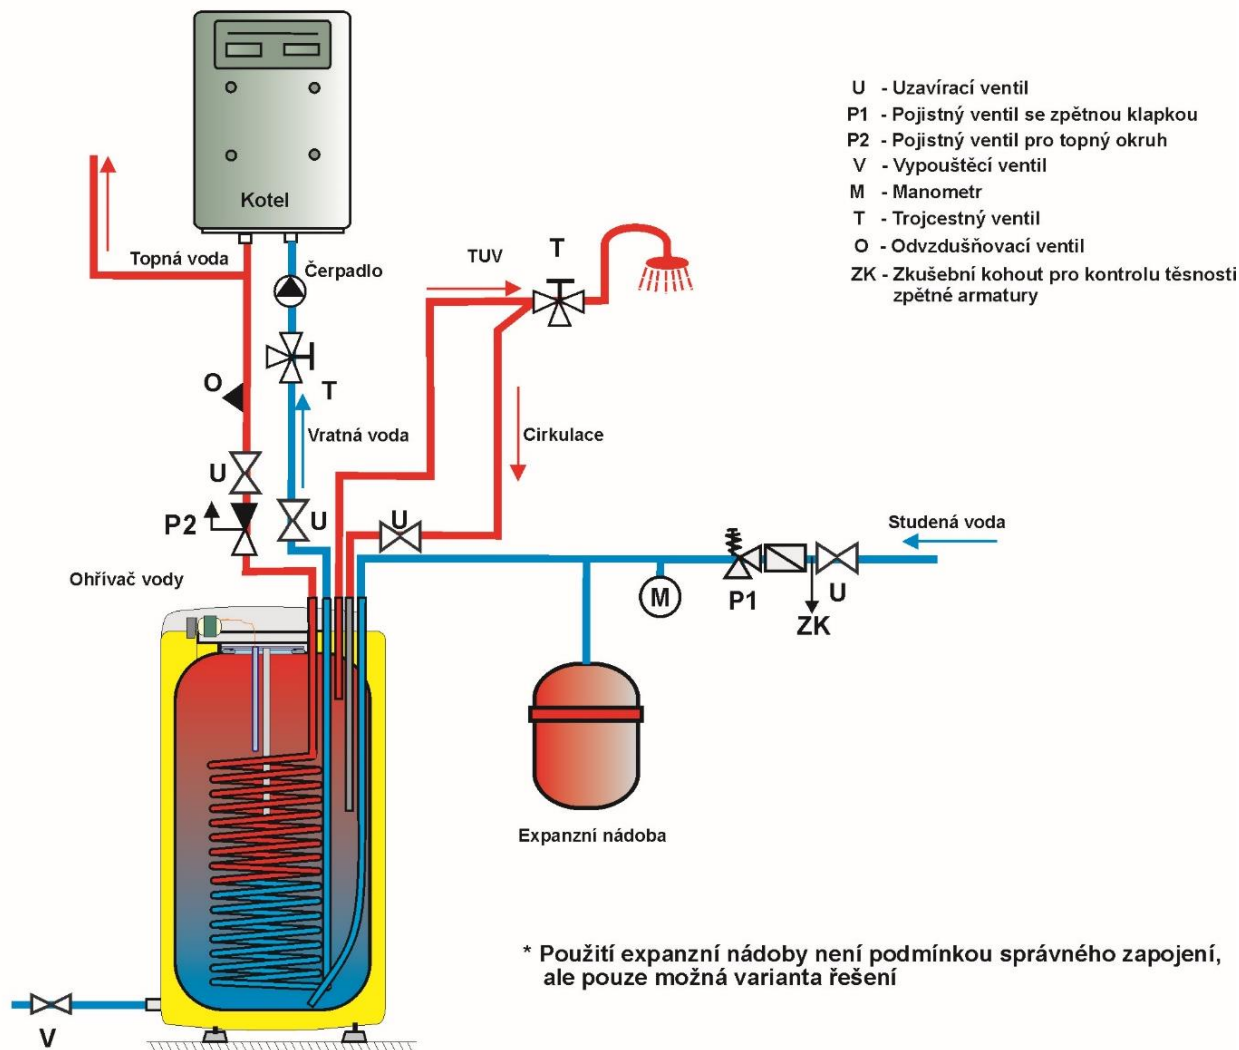 Kotel
Topná voda
Čerpadlo
TUV
T
O
T
Vratná voda
Cirkulace
U
P2
U
U
Studená voda
Ohřívač vody
M
P1
U
ZK
Expanzní nádoba
V
U - Uzavírací ventil
P1 - Pojistný ventil se zpětnou klapkou
P2 - Pojistný ventil pro topný okruh
V - Vypouštěcí ventil
M - Manometr
T - Trojcestný ventil
O - Odvzdušňovací ventil
ZK - Zkušební kohout pro kontrolu těsnosti
zpětné armatury
* Použití expanzní nádoby není podmínkou správného zapojení,
ale pouze možná varianta řešení